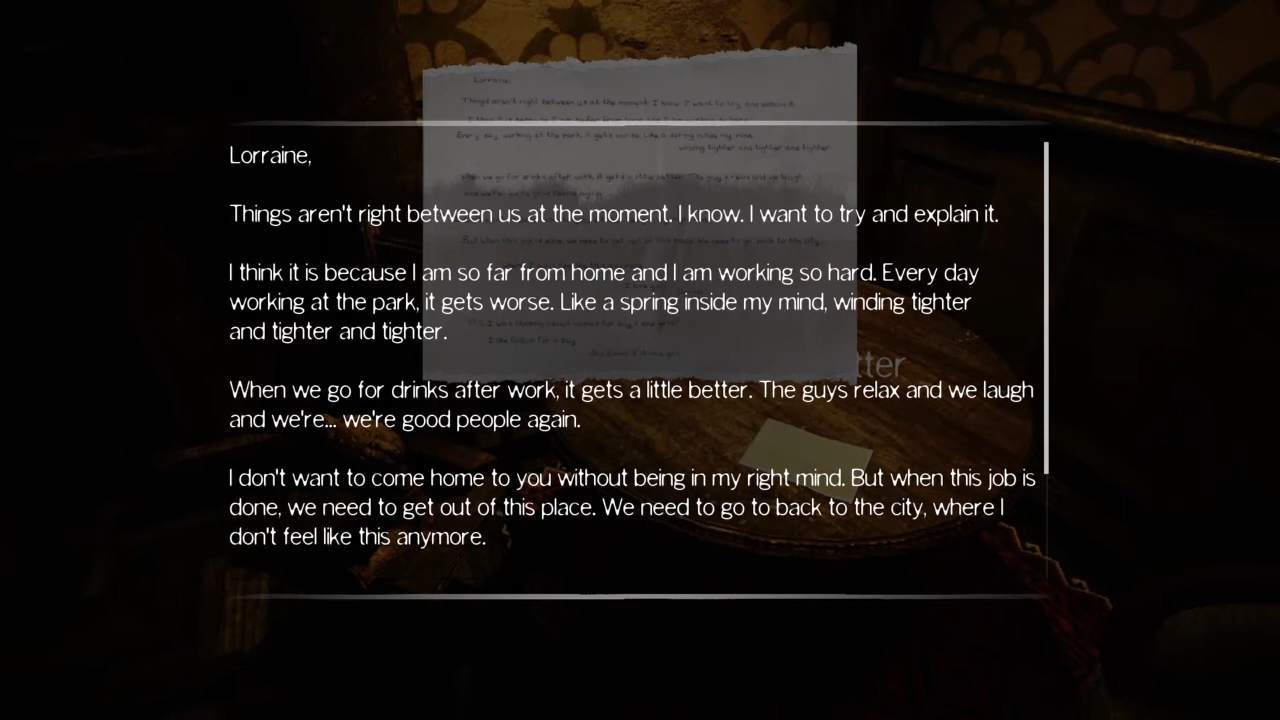 Lorraine,
Things aren't right between us at the moment. I know. I want to try and explain it.
I think it is because I am so far from home and I am working so hard. Every day
working at the park, it gets worse. Like a spring inside my mind, winding tighter
and tighter and tighter.
When we go for drinks after work, it gets a little better. The guys relax and we laugh
and we're... we're good people again.
I don't want to come home to you without being in my right mind. But when this job is
done, we need to get out of this place. We need to go to back to the city, where I
don't feel like this anymore.